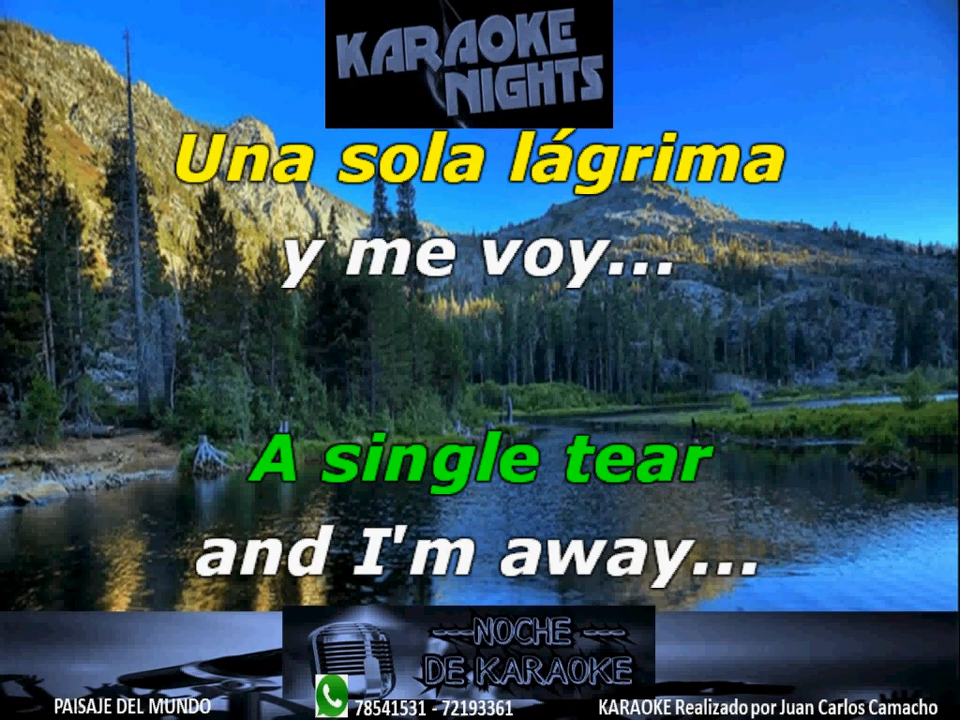 KARAOKE
NIGHTS
Una sola lágrima
y me voy...
A single tear
and I'm away...
---NOCHE---
DE KARAOKE
PAISAJE DEL MUNDO
78541531 - 72193361
KARAOKE Realizado por Juan Carlos Camacho